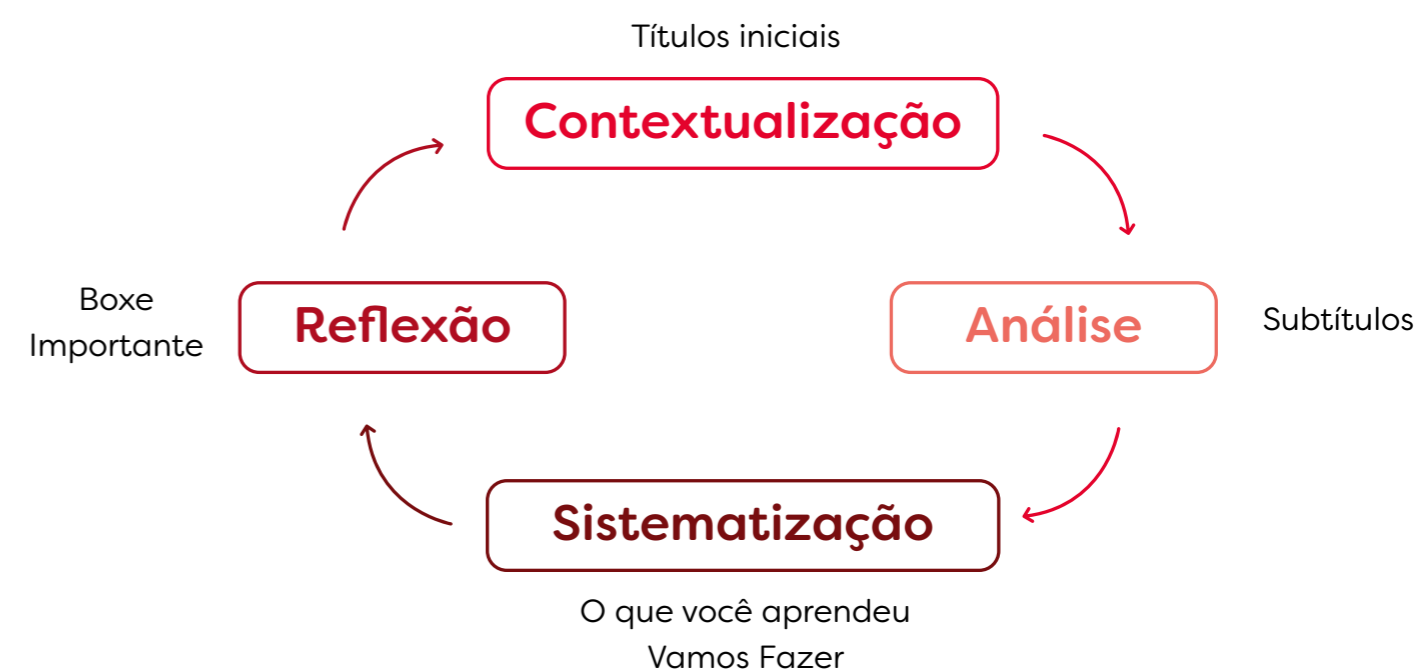 Títulos iniciais
Contextualização
Boxe
Importante
Reflexão
Análise
Subtítulos
Sistematização
O que você aprendeu
Vamos Fazer